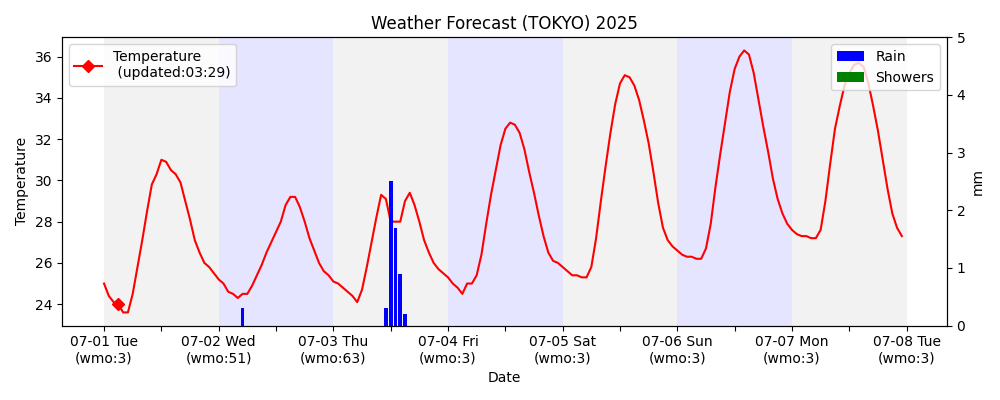 Weather Forecast (TOKYO) 2025
Temperature
(updated:03:29)
Rain
Showers
Temperature
36
34
32
30
28
26
24
5
4
3
2
1
0
mm
07-01 Tue
(wmo:3)
07-02 Wed
(wmo:51)
07-03 Thu
(wmo:63)
07-04 Fri
(wmo:3)
07-05 Sat
(wmo:3)
07-06 Sun
(wmo:3)
07-07 Mon
(wmo:3)
07-08 Tue
(wmo:3)
Date